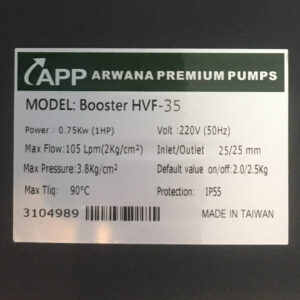 APP ARWANA PREMIUM PUMPS
MODEL: Booster HVF-35
Power : 0.75Kw (1HP) Volt :220V (50Hz)
Max Flow:105 Lpm(2Kg/cm²) Inlet/Outlet 25/25 mm
Max Pressure:3.8Kg/cm² Default value on/off:2.0/2.5Kg
Max Tliq: 90°C Protection: IP55
3104989 MADE IN TAIWAN